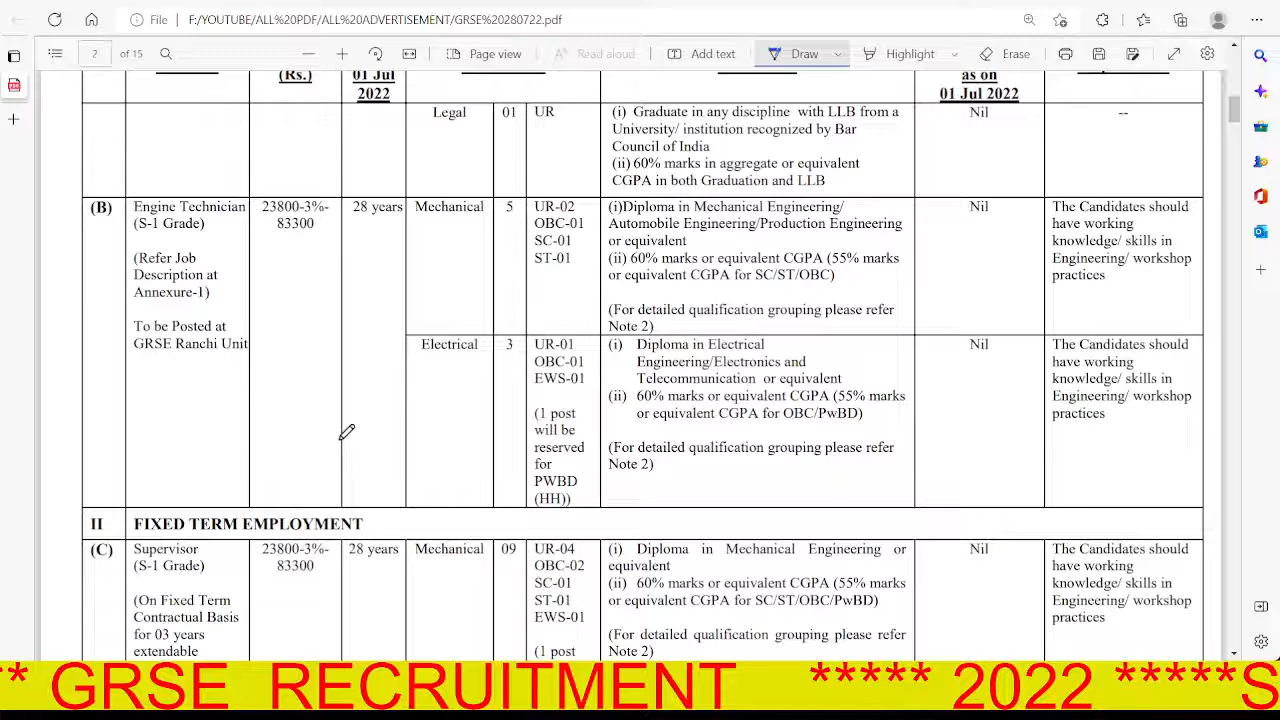 File F:/YOUTUBE/ALL%20PDF/ALL%20ADVERTISEMENT/GRSE%20280722.pdf
2 of 15 Page view Read aloud Add text Draw Highlight Erase
(Rs.) 01 Jul 2022 as on 01 Jul 2022
Legal 01 UR (i) Graduate in any discipline with LLB from a Nil --
University/ institution recognized by Bar
Council of India
(ii) 60% marks in aggregate or equivalent
CGPA in both Graduation and LLB
(B) Engine Technician 23800-3%- 28 years Mechanical 5 UR-02 (i)Diploma in Mechanical Engineering/ Nil The Candidates should
(S-1 Grade) 83300 OBC-01 Automobile Engineering/Production Engineering have working
SC-01 or equivalent knowledge/ skills in
(Refer Job ST-01 (ii) 60% marks or equivalent CGPA (55% marks Engineering/ workshop
Description at or equivalent CGPA for SC/ST/OBC) practices
Annexure-1)
(For detailed qualification grouping please refer
To be Posted at Note 2)
GRSE Ranchi Unit Electrical 3 UR-01 (i) Diploma in Electrical Nil The Candidates should
OBC-01 Engineering/Electronics and have working
EWS-01 Telecommunication or equivalent knowledge/ skills in
(ii) 60% marks or equivalent CGPA (55% marks Engineering/ workshop
(1 post or equivalent CGPA for OBC/PwBD) practices
will be
reserved (For detailed qualification grouping please refer
for Note 2)
PWBD
(HH))
II FIXED TERM EMPLOYMENT
(C) Supervisor 23800-3%- 28 years Mechanical 09 UR-04 (i) Diploma in Mechanical Engineering or Nil The Candidates should
(S-1 Grade) 83300 OBC-02 equivalent have working
SC-01 (ii) 60% marks or equivalent CGPA (55% marks knowledge/ skills in
(On Fixed Term ST-01 or equivalent CGPA for SC/ST/OBC/PwBD) Engineering/ workshop
Contractual Basis EWS-01 practices
for 03 years (For detailed qualification grouping please refer
extendable (1 post Note 2)
** GRSE RECRUITMENT ***** 2022 *****S